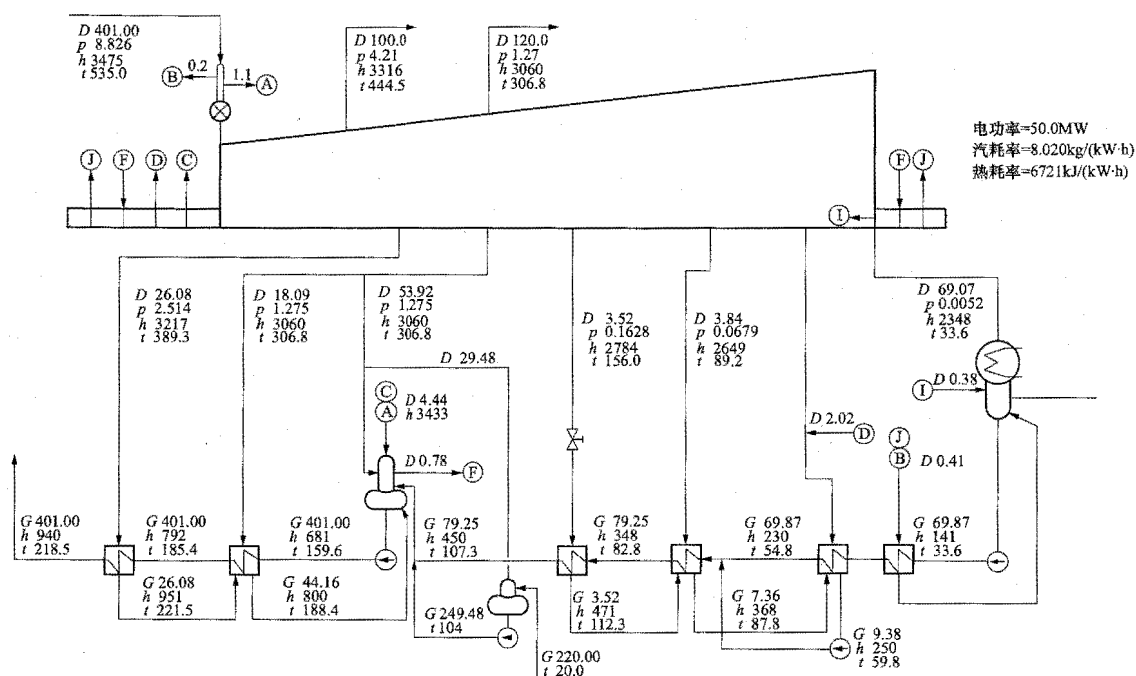 D 401.00
p 8.826
h 3475
t 535.0
B
0.2
1.1
A
D 100.0
p 4.21
h 3316
t 444.5
D 120.0
p 1.27
h 3060
t 306.8
电功率=50.0MW
汽耗率=8.020kg/(kW·h)
热耗率=6721kJ/(kW·h)
J
F
D
C
I
F
J
D 26.08
p 2.514
h 3217
t 389.3
D 18.09
p 1.275
h 3060
t 306.8
D 53.92
p 1.275
h 3060
t 306.8
D 29.48
D 3.52
p 0.1628
h 2784
t 156.0
D 3.84
p 0.0679
h 2649
t 89.2
D 69.07
p 0.0052
h 2348
t 33.6
I
D 0.38
C
A
D 4.44
h 3433
D 0.78
F
D 2.02
D
J
B
D 0.41
G 401.00
h 940
t 218.5
G 401.00
h 792
t 185.4
G 401.00
h 681
t 159.6
G 79.25
h 450
t 107.3
G 79.25
h 348
t 82.8
G 69.87
h 230
t 54.8
G 69.87
h 141
t 33.6
G 26.08
h 951
t 221.5
G 44.16
h 800
t 188.4
G 249.48
t 104
G 220.00
t 20.0
G 3.52
h 471
t 112.3
G 7.36
h 368
t 87.8
G 9.38
h 250
t 59.8